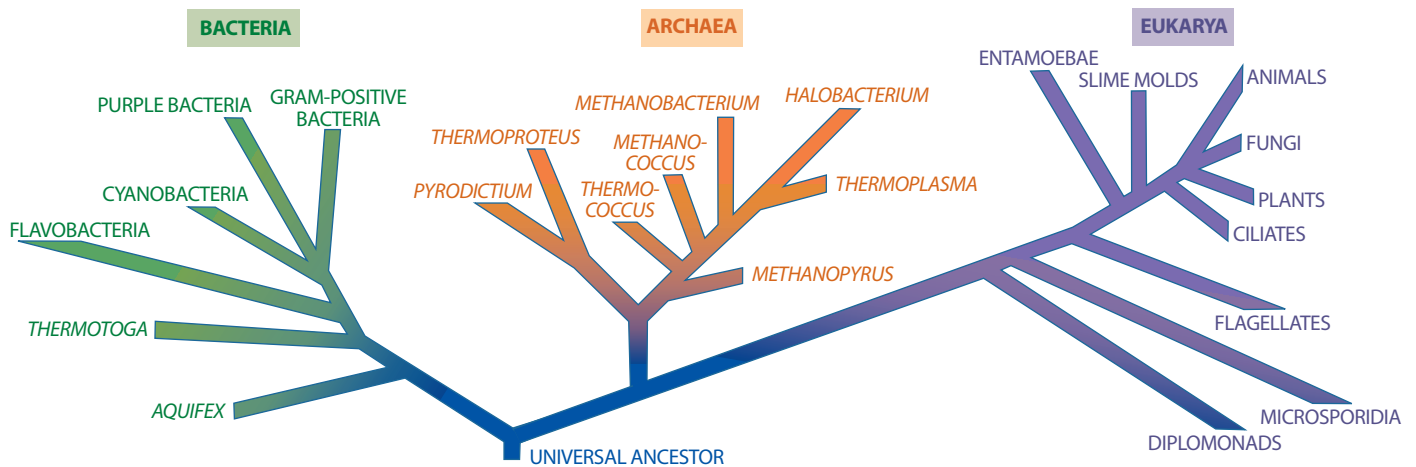 BACTERIA
ARCHAEA
EUKARYA
PURPLE BACTERIA
GRAM-POSITIVE
BACTERIA
CYANOBACTERIA
FLAVOBACTERIA
THERMOTOGA
AQUIFEX
THERMOPROTEUS
PYRODICTIUM
METHANOBACTERIUM
METHANO-
COCCUS
THERMO-
COCCUS
HALOBACTERIUM
THERMOPLASMA
METHANOPYRUS
ENTAMOEBAE
SLIME MOLDS
ANIMALS
FUNGI
PLANTS
CILIATES
FLAGELLATES
MICROSPORIDIA
DIPLOMONADS
UNIVERSAL ANCESTOR